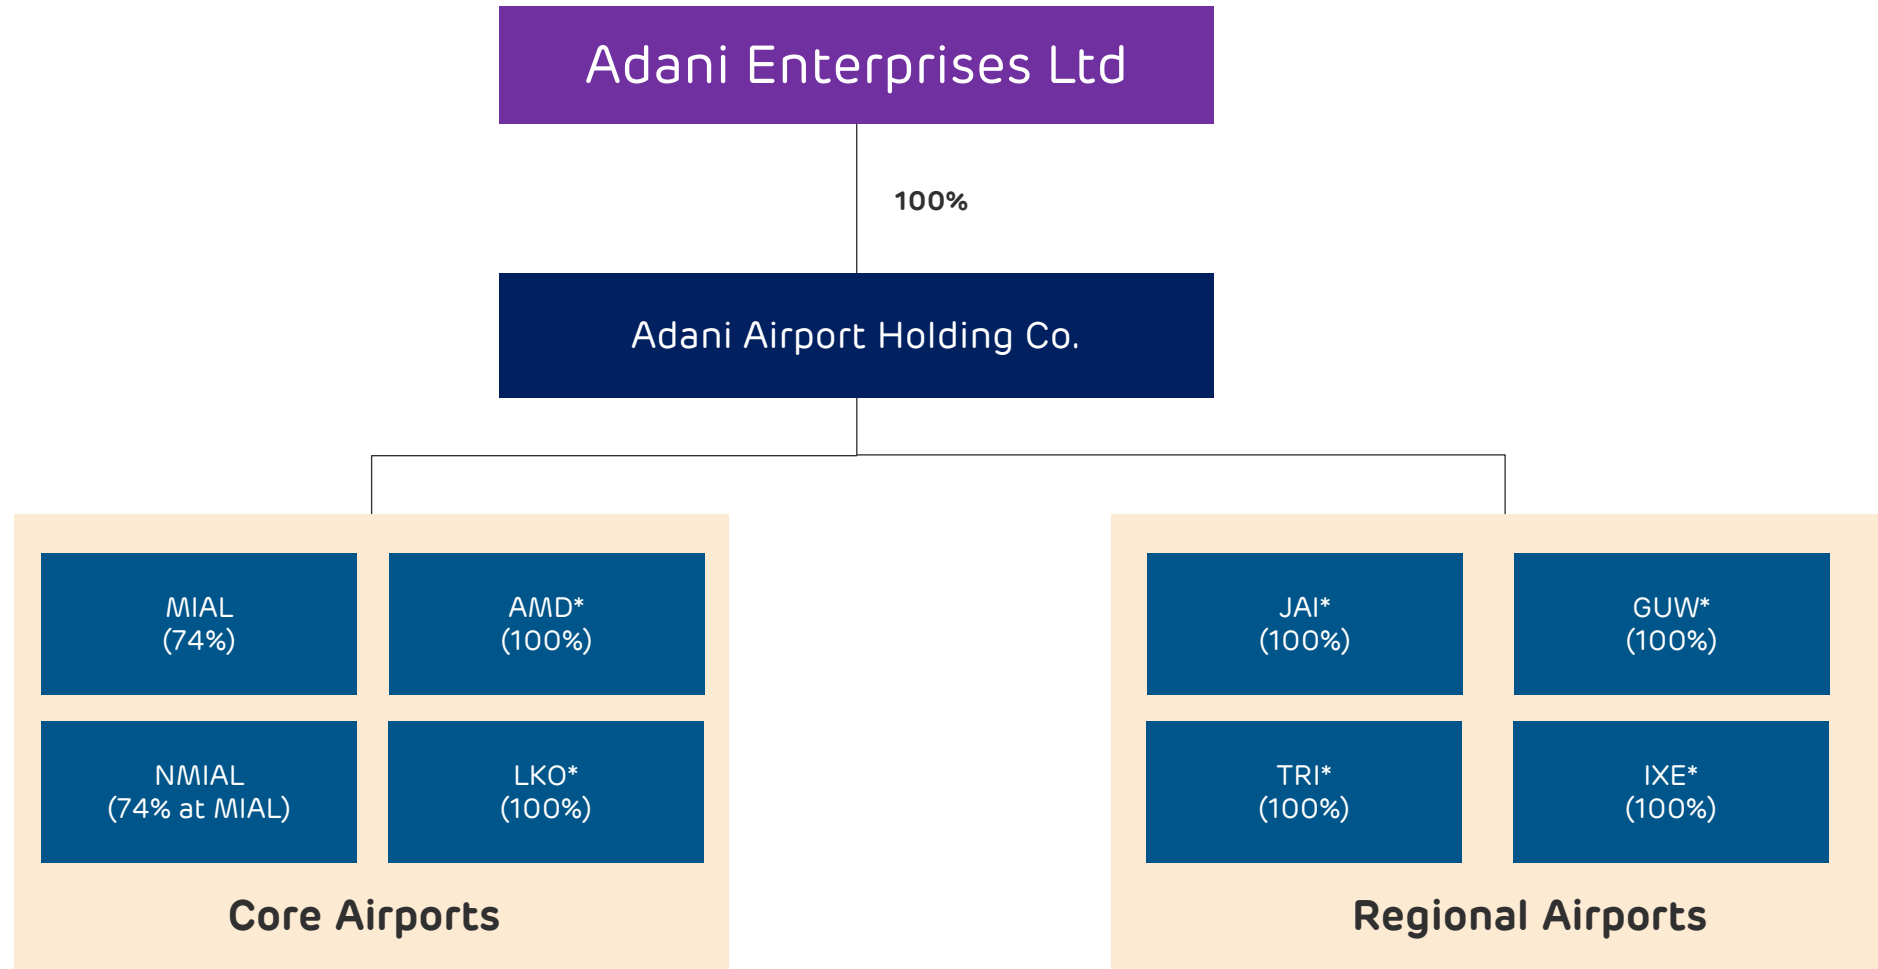 Adani Enterprises Ltd
100%
Adani Airport Holding Co.
MIAL
(74%)
AMD*
(100%)
NMIAL
(74% at MIAL)
LKO*
(100%)
Core Airports
JAI*
(100%)
GUW*
(100%)
TRI*
(100%)
IXE*
(100%)
Regional Airports